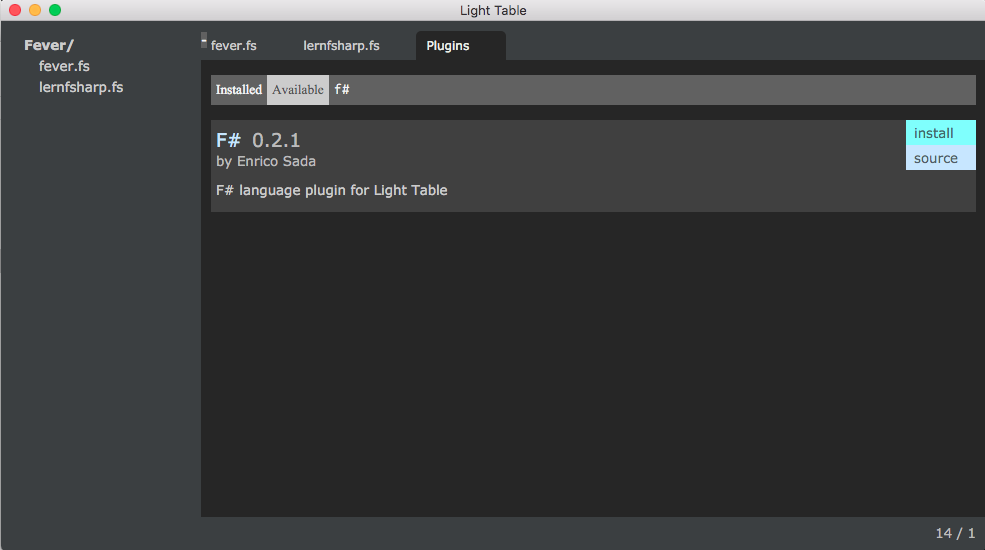 Light Table
Fever/
fever.fs
lernfsharp.fs
- fever.fs lernfsharp.fs Plugins
Installed Available f#
F# 0.2.1
install
by Enrico Sada
source
F# language plugin for Light Table
14 / 1